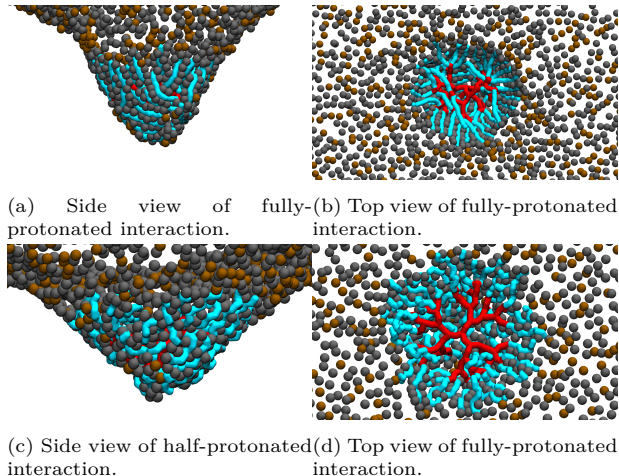 (a) Side view of fully-protonated interaction.
(b) Top view of fully-protonated interaction.
(c) Side view of half-protonated interaction.
(d) Top view of fully-protonated interaction.